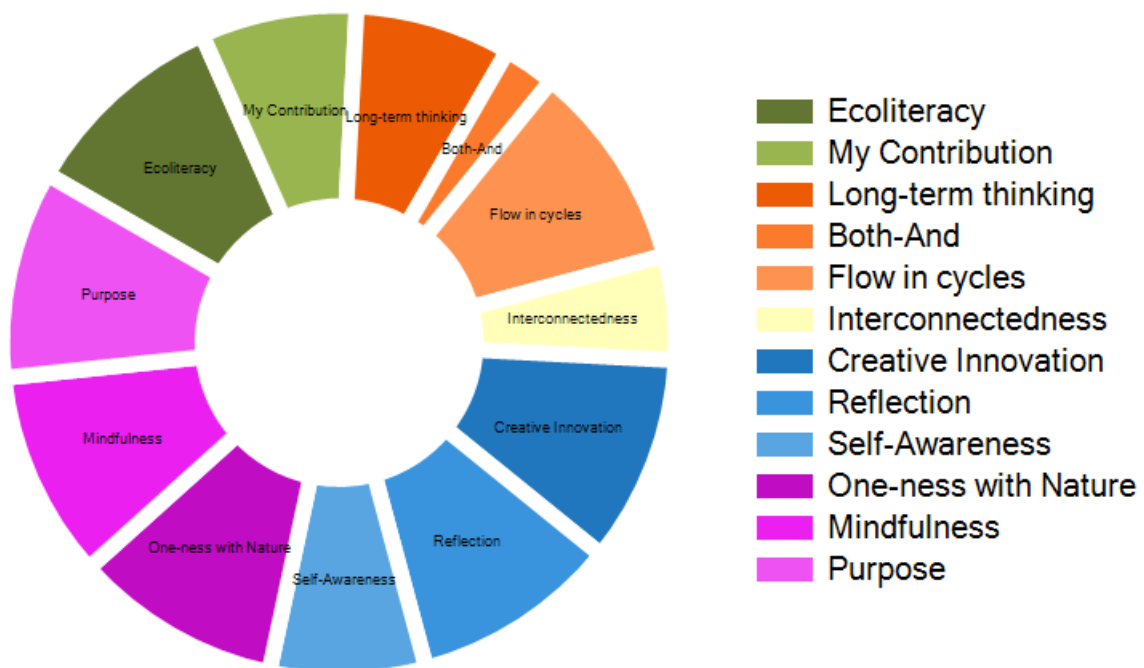 My Contribution
Long-term thinking
Both-And
Ecoliteracy
Flow in cycles
Purpose
Interconnectedness
Creative Innovation
Mindfulness
Reflection
One-ness with Nature
Self-Awareness
Ecoliteracy
My Contribution
Long-term thinking
Both-And
Flow in cycles
Interconnectedness
Creative Innovation
Reflection
Self-Awareness
One-ness with Nature
Mindfulness
Purpose